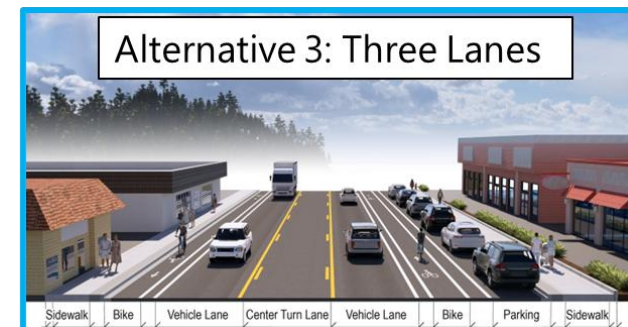 Alternative 3: Three Lanes
Sidewalk Bike Vehicle Lane Center Turn Lane Vehicle Lane Bike Parking Sidewalk